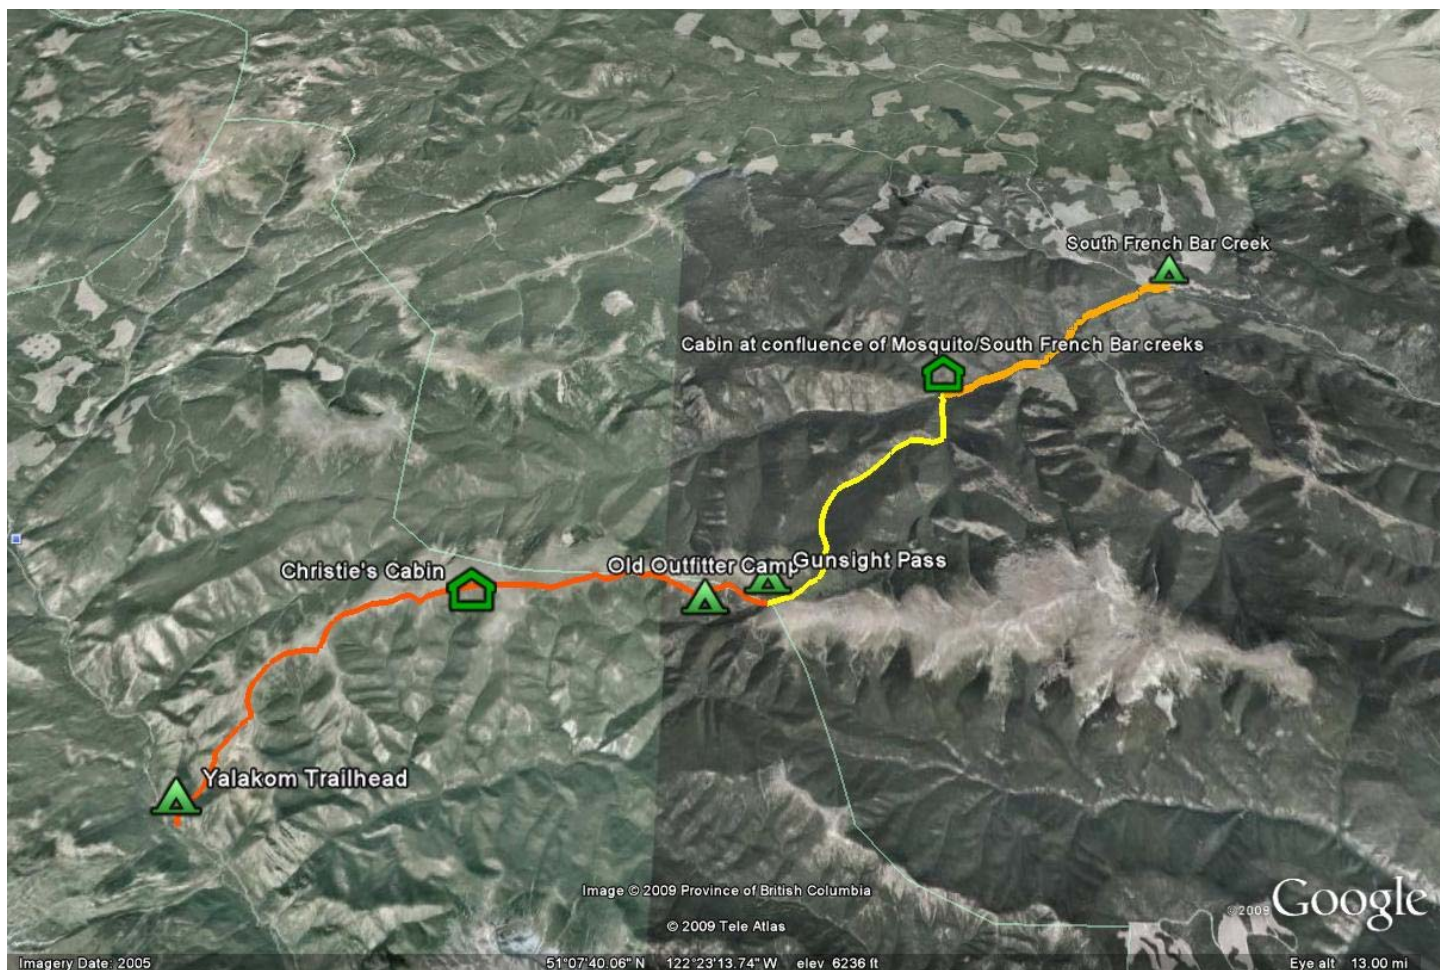 South French Bar Creek
Cabin at confluence of Mosquito/South French Bar creeks
Christie's Cabin
Old Outfitter Camp
Gunsight Pass
Yalakom Trailhead
Image © 2009 Province of British Columbia
© 2009 Tele Atlas
© 2009 Google
Imagery Date: 2005 51°07'40.06" N 122°23'13.74" W elev 6236 ft Eye alt 13.00 mi